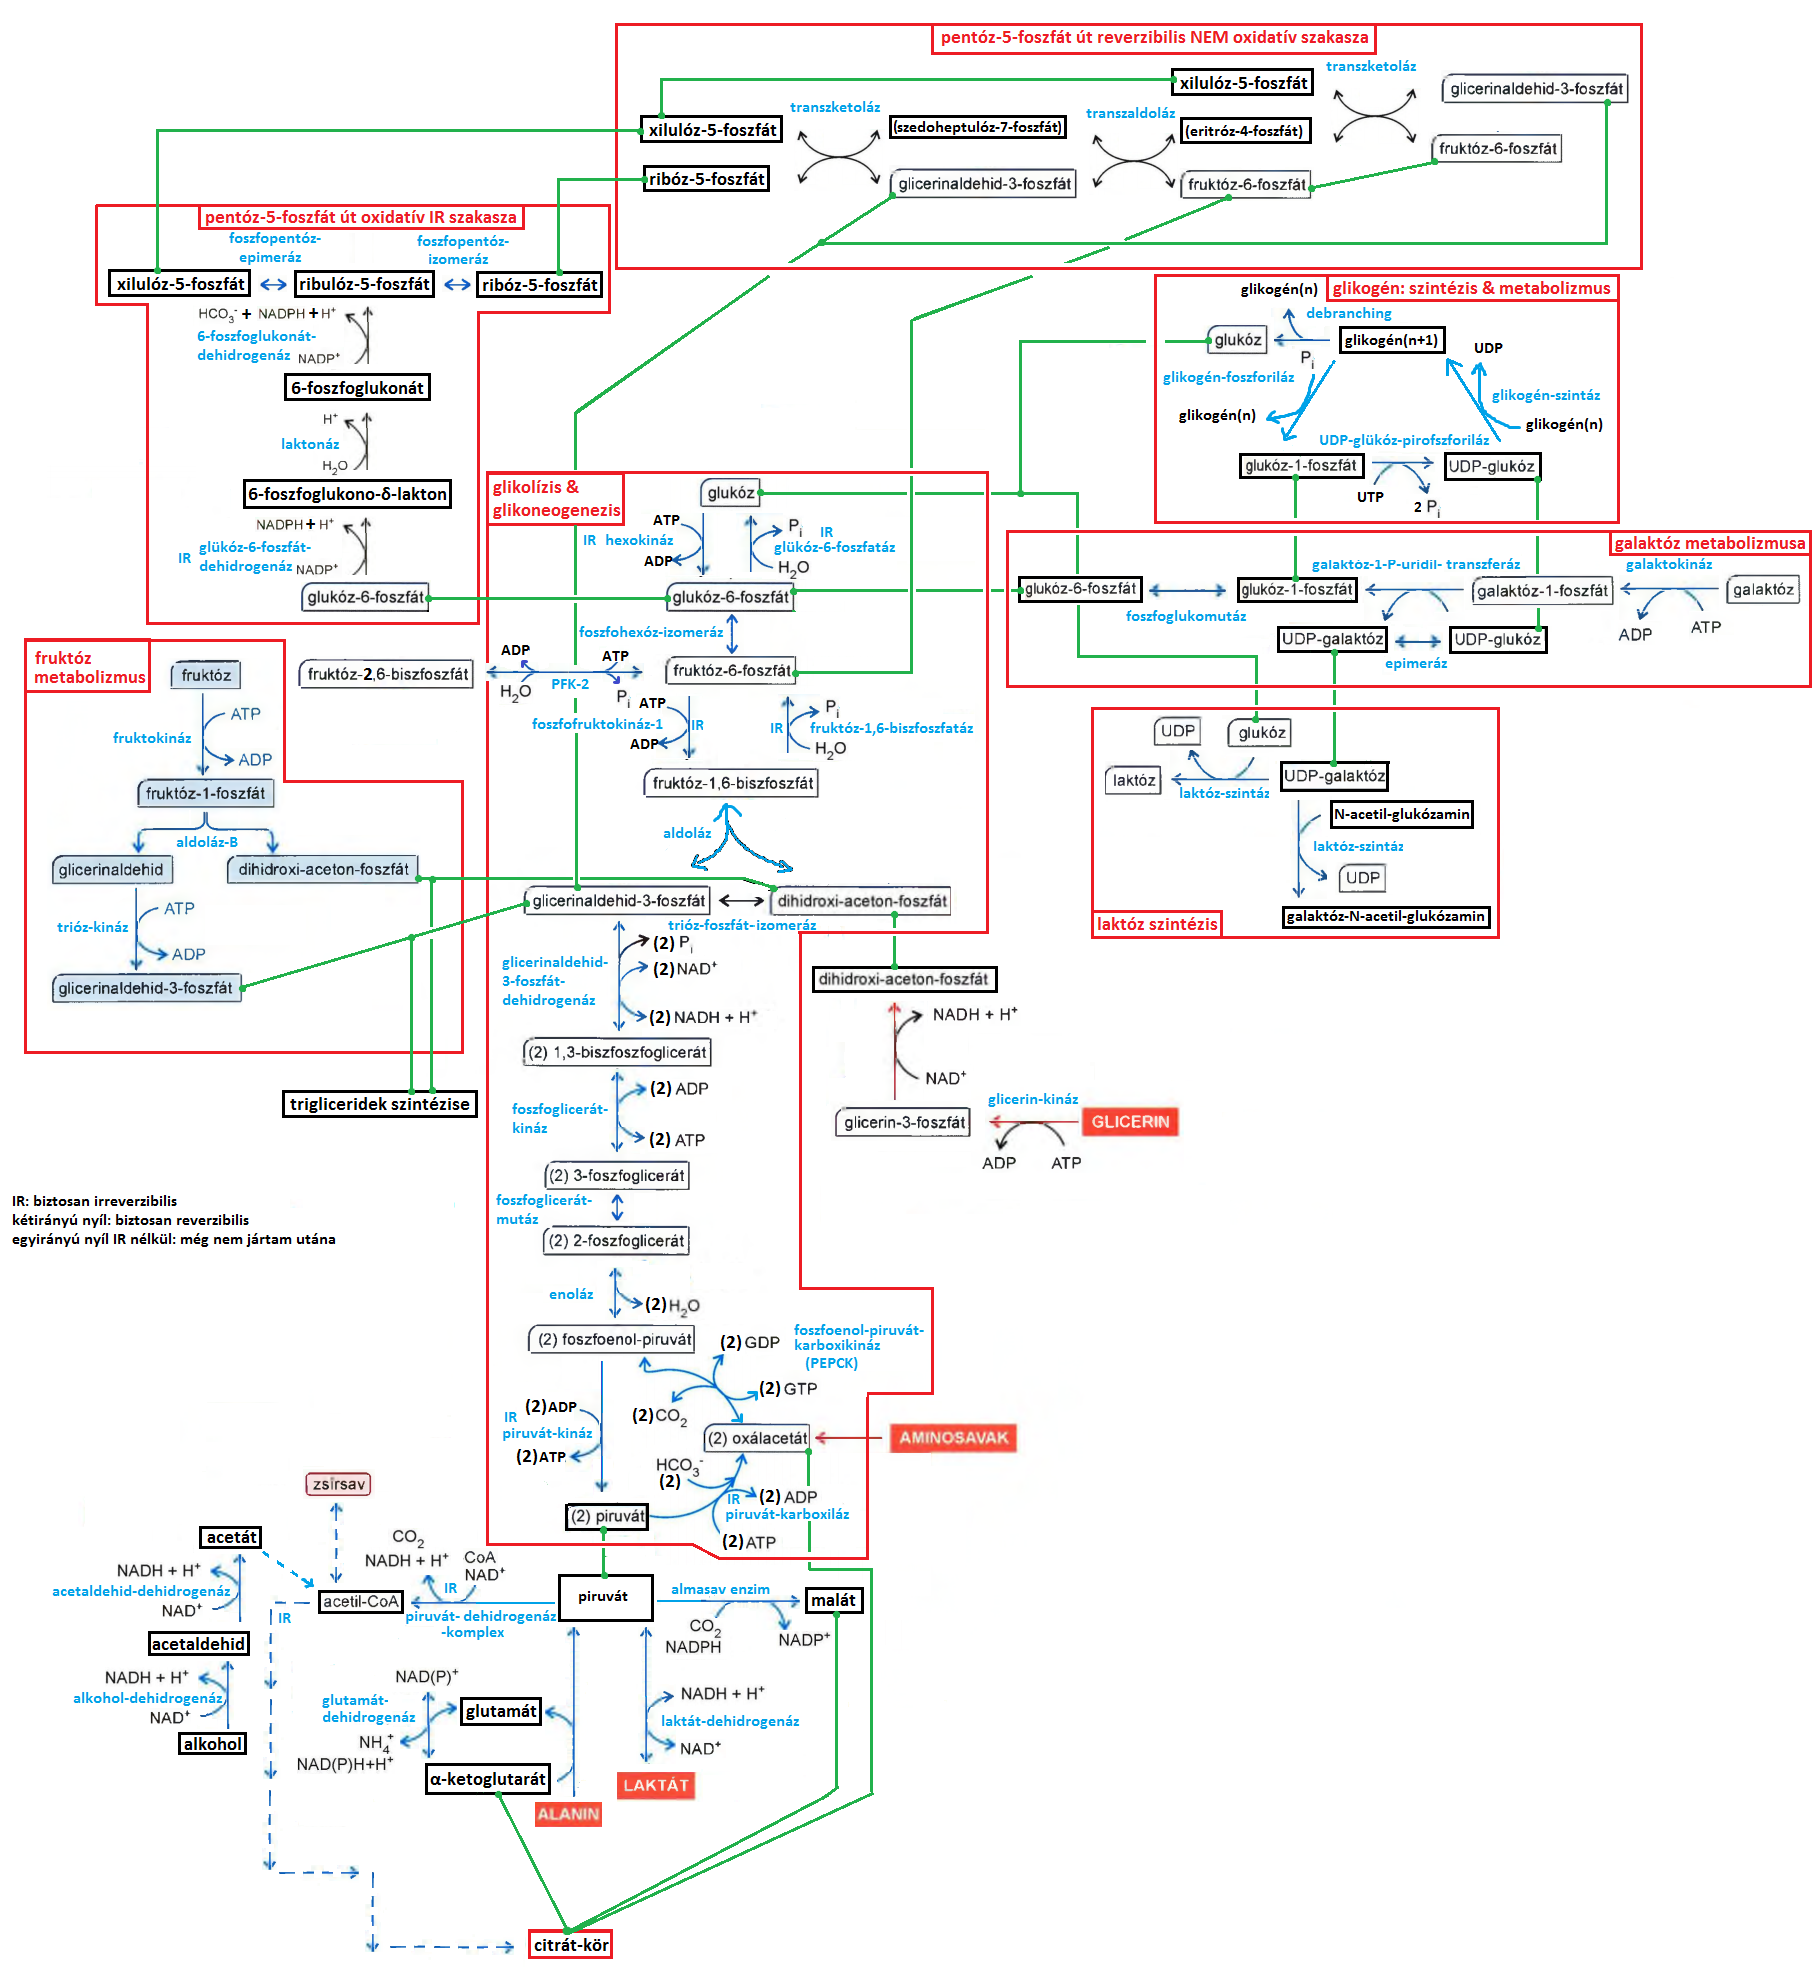 pentóz-5-foszfát út reverzibilis NEM oxidatív szakasza
transzketoláz
xilulóz-5-foszfát
glicerinaldehid-3-foszfát
transzketoláz
transzaldoláz
xilulóz-5-foszfát
(szedoheptulóz-7-foszfát)
(eritróz-4-foszfát)
fruktóz-6-foszfát
ribóz-5-foszfát
glicerinaldehid-3-foszfát
fruktóz-6-foszfát
pentóz-5-foszfát út oxidatív IR szakasza
foszfopentóz-
epimeráz
foszfopentóz-
izomeráz
xilulóz-5-foszfát
ribulóz-5-foszfát
ribóz-5-foszfát
HCO3- + NADPH + H+
6-foszfoglukonát-
dehidrogenáz
NADP+
6-foszfoglukonát
H+
laktonáz
H2O
6-foszfoglukono-δ-lakton
NADPH + H+
IR
glükóz-6-foszfát-
dehidrogenáz
NADP+
glukóz-6-foszfát
glikogén: szintézis & metabolizmus
glikogén(n)
debranching
glukóz
Pi
glikogén(n+1)
UDP
glikogén-foszforiláz
glikogén-szintáz
glikogén(n)
glikogén(n)
UDP-glükóz-pirofszforiláz
glukóz-1-foszfát
UDP-glukóz
UTP
2 Pi
glikolízis &
glikoneogenezis
glukóz
ATP
IR hexokináz
ADP
Pi
IR
glükóz-6-foszfatáz
H2O
glukóz-6-foszfát
foszfohexóz-izomeráz
fruktóz-2,6-biszfoszfát
ADP
ATP
H2O
PFK-2
Pi
fruktóz-6-foszfát
ATP
foszfofruktokináz-1
IR
ADP
Pi
IR
fruktóz-1,6-biszfoszfatáz
H2O
fruktóz-1,6-biszfoszfát
aldoláz
glicerinaldehid-3-foszfát
dihidroxi-aceton-foszfát
trióz-foszfát-izomeráz
galaktóz metabolizmusa
galaktóz-1-P-uridil- transzferáz
galaktokináz
glukóz-6-foszfát
glukóz-1-foszfát
galaktóz-1-foszfát
galaktóz
foszfoglukomutáz
ADP
ATP
UDP-galaktóz
UDP-glukóz
epimeráz
UDP
glukóz
laktóz
UDP-galaktóz
laktóz-szintáz
N-acetil-glukózamin
laktóz-szintáz
UDP
galaktóz-N-acetil-glukózamin
laktóz szintézis
fruktóz
metabolizmus
fruktóz
ATP
fruktokináz
ADP
fruktóz-1-foszfát
aldoláz-B
glicerinaldehid
dihidroxi-aceton-foszfát
ATP
trióz-kináz
ADP
glicerinaldehid-3-foszfát
trigliceridek szintézise
(2) Pi
glicerinaldehid-
3-foszfát-
dehidrogenáz
(2) NAD+
(2) NADH + H+
(2) 1,3-biszfoszfoglicerát
(2) ADP
foszfoglicerát-
kináz
(2) ATP
(2) 3-foszfoglicerát
foszfoglicerát-
mutáz
(2) 2-foszfoglicerát
enoláz
(2) H2O
(2) foszfoenol-piruvát
dihidroxi-aceton-foszfát
NADH + H+
NAD+
glicerin-3-foszfát
glicerin-kináz
GLICERIN
ADP
ATP
IR: biztosan irreverzibilis
kétirányú nyíl: biztosan reverzibilis
egyirányú nyíl IR nélkül: még nem jártam utána
(2) GDP
foszfoenol-piruvát-
karboxikináz
(PEPCK)
(2) GTP
(2) CO2
(2) ADP
IR
piruvát-kináz
(2) ATP
(2) oxálacetát
AMINOSAVAK
HCO3-
(2)
IR
(2) ADP
piruvát-karboxiláz
(2) ATP
(2) piruvát
zsírsav
acetát
NADH + H+
acetaldehid-dehidrogenáz
NAD+
acetaldehid
NADH + H+
alkohol-dehidrogenáz
NAD+
alkohol
CO2
NADH + H+
CoA
NAD+
IR
acetil-CoA
piruvát- dehidrogenáz
-komplex
IR
piruvát
almasav enzim
malát
CO2
NADPH
NADP+
NAD(P)+
glutamát-
dehidrogenáz
glutamát
NH4+
NAD(P)H+H+
α-ketoglutarát
ALANIN
NADH + H+
laktát-dehidrogenáz
NAD+
LAKTÁT
citrát-kör